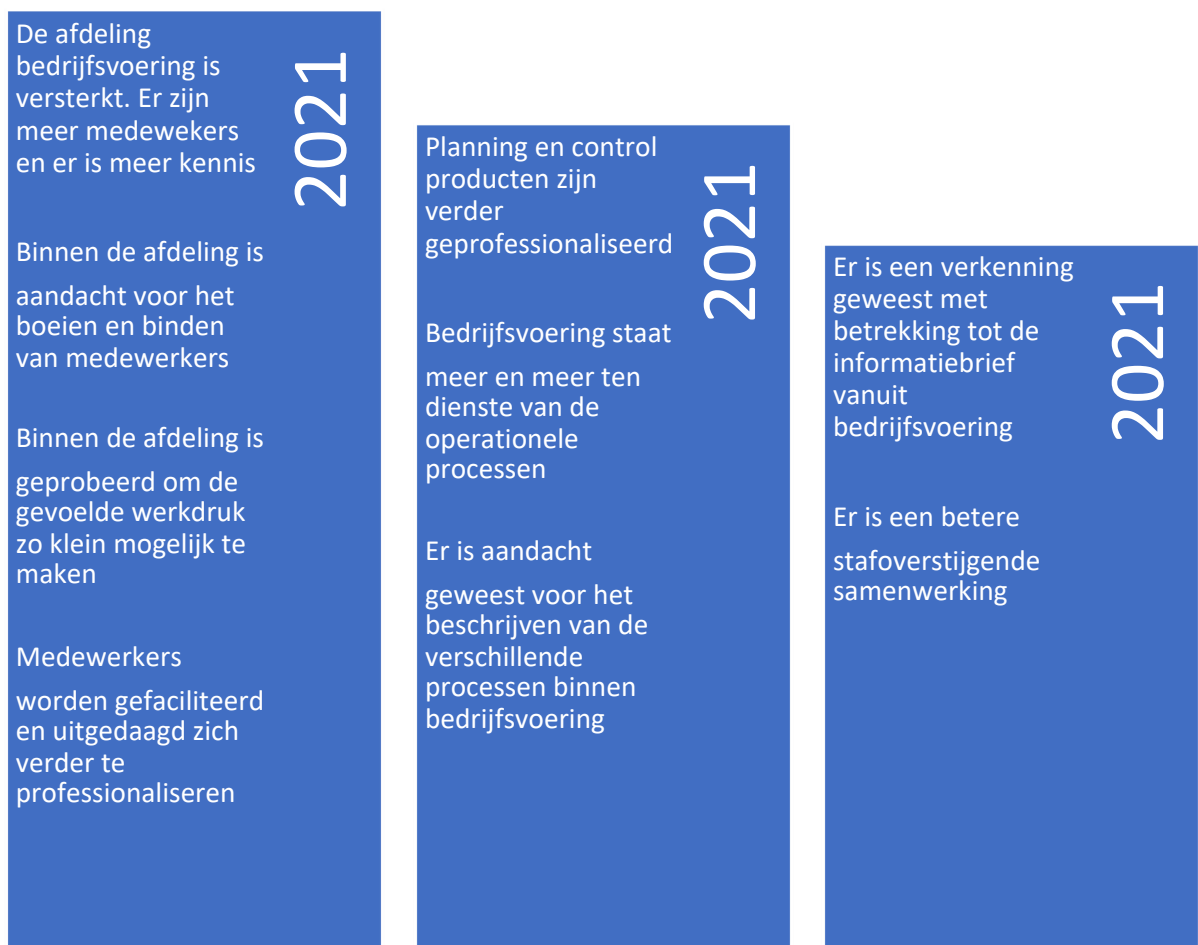 De afdeling
bedrijfsvoering is
versterkt. Er zijn
meer medewekers
en er is meer kennis
2021
Binnen de afdeling is
aandacht voor het
boeien en binden
van medewerkers
Binnen de afdeling is
geprobeerd om de
gevoelde werkdruk
zo klein mogelijk te
maken
Medewerkers
worden gefaciliteerd
en uitgedaagd zich
verder te
professionaliseren
Planning en control
producten zijn
verder
geprofessionaliseerd
2021
Bedrijfsvoering staat
meer en meer ten
dienste van de
operationele
processen
Er is aandacht
geweest voor het
beschrijven van de
verschillende
processen binnen
bedrijfsvoering
Er is een verkenning
geweest met
betrekking tot de
informatiebrief
vanuit
bedrijfsvoering
2021
Er is een betere
stafoverstijgende
samenwerking